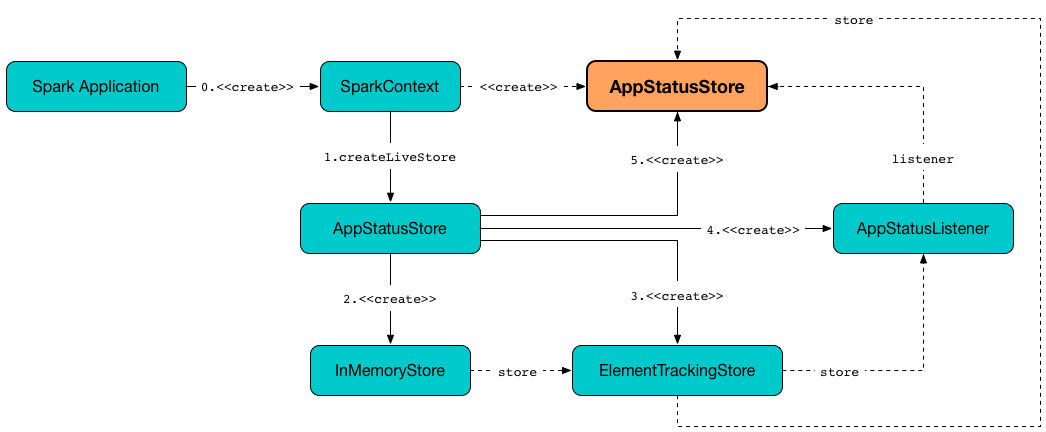 store
Spark Application
0.<<create>>
SparkContext
<<create>>
AppStatusStore
1.createLiveStore
5.<<create>>
listener
AppStatusStore
4.<<create>>
AppStatusListener
2.<<create>>
3.<<create>>
InMemoryStore
store
ElementTrackingStore
store